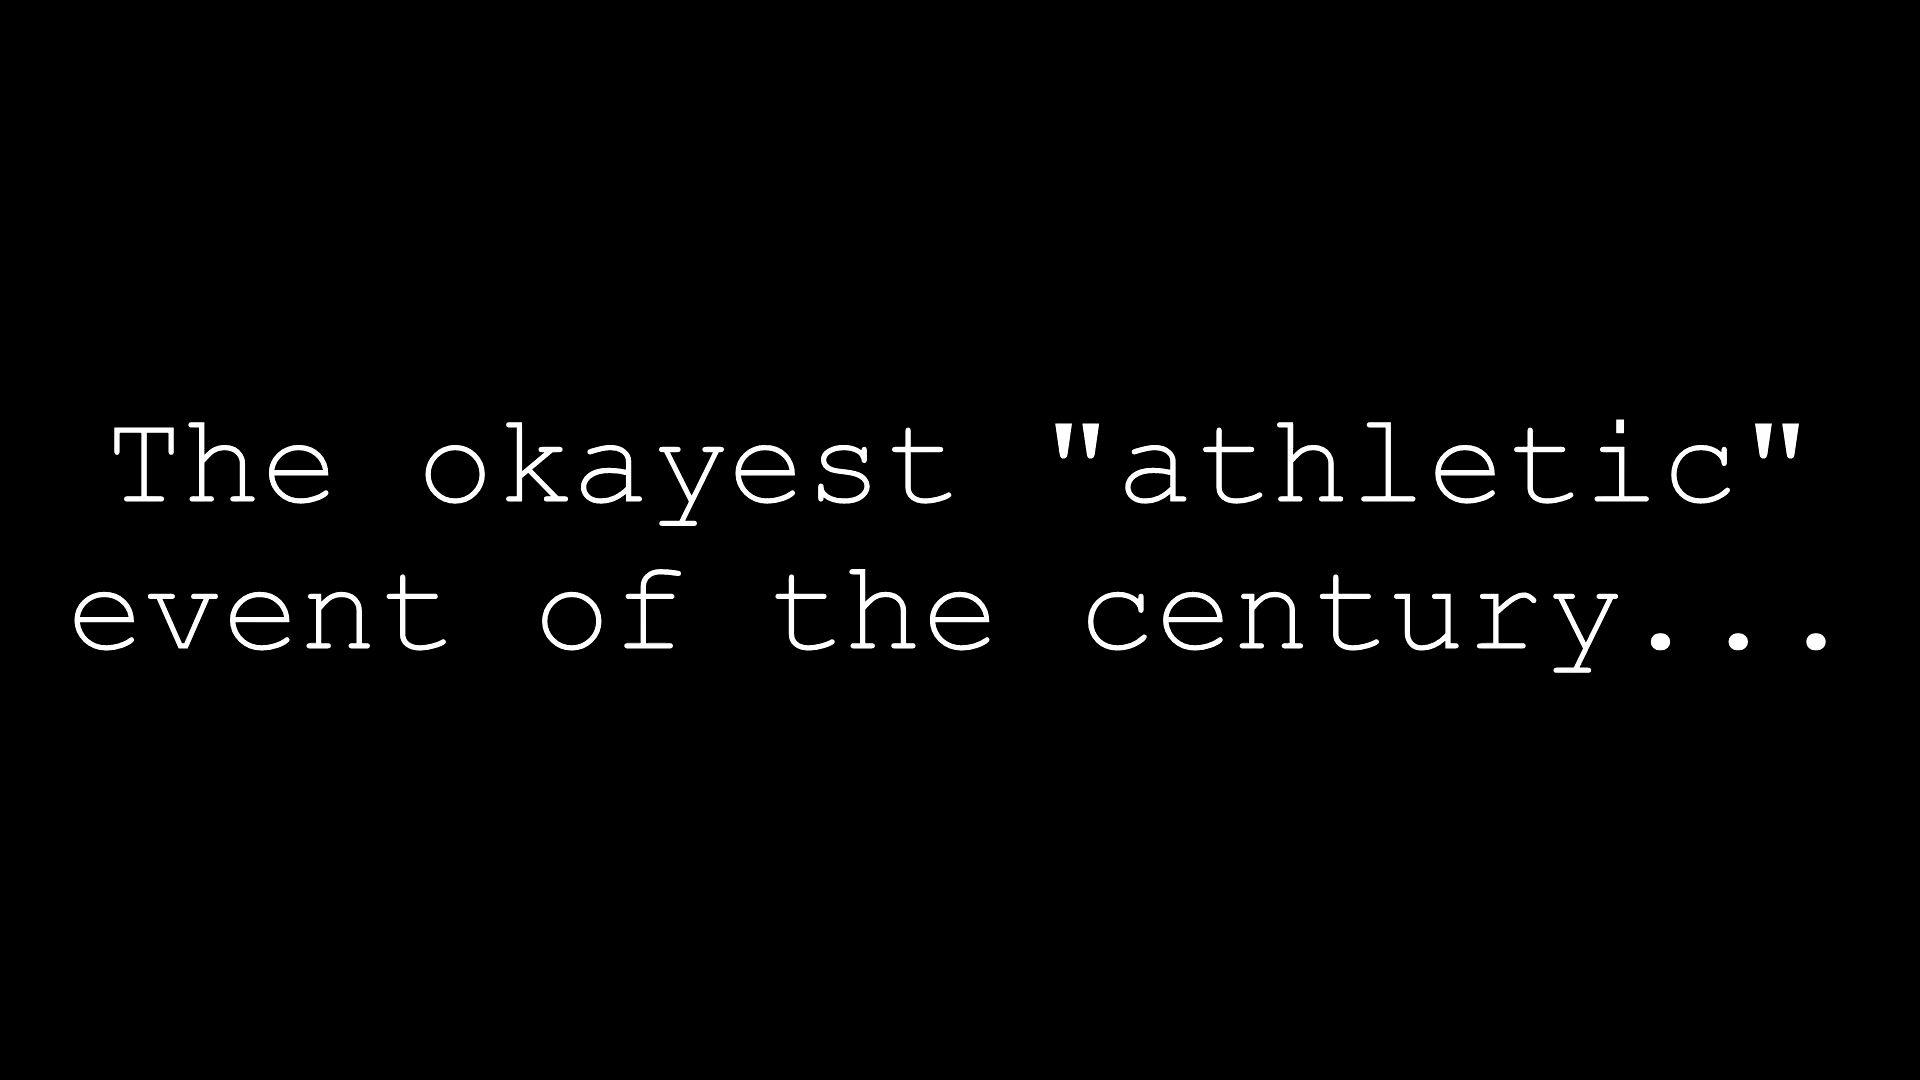 The okayest "athletic"
event of the century...